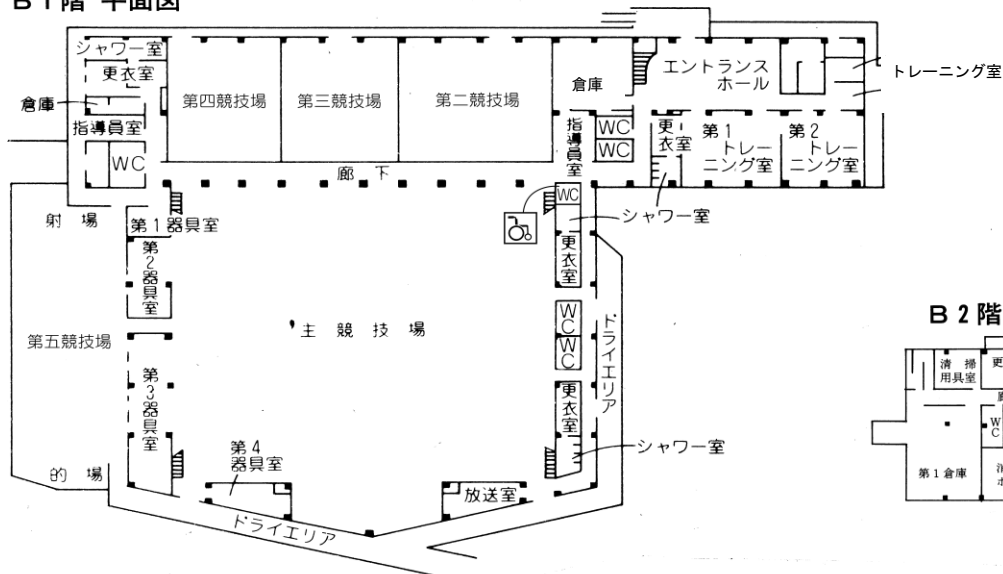 B1階 平面図
シャワー室
更衣室
倉庫
指導員室
WC
第四競技場
第三競技場
第二競技場
倉庫
指導員室
WC
WC
エントランス
ホール
トレーニング室
更衣室
第1
トレーニング室
第2
トレーニング室
廊下
WC
シャワー室
射場
第1器具室
第2器具室
更衣室
第五競技場
主競技場
WC
WC
ドライエリア
第3器具室
更衣室
シャワー室
的場
第4
器具室
放送室
ドライエリア
B2階
清掃
用具室
更
WC
第1倉庫